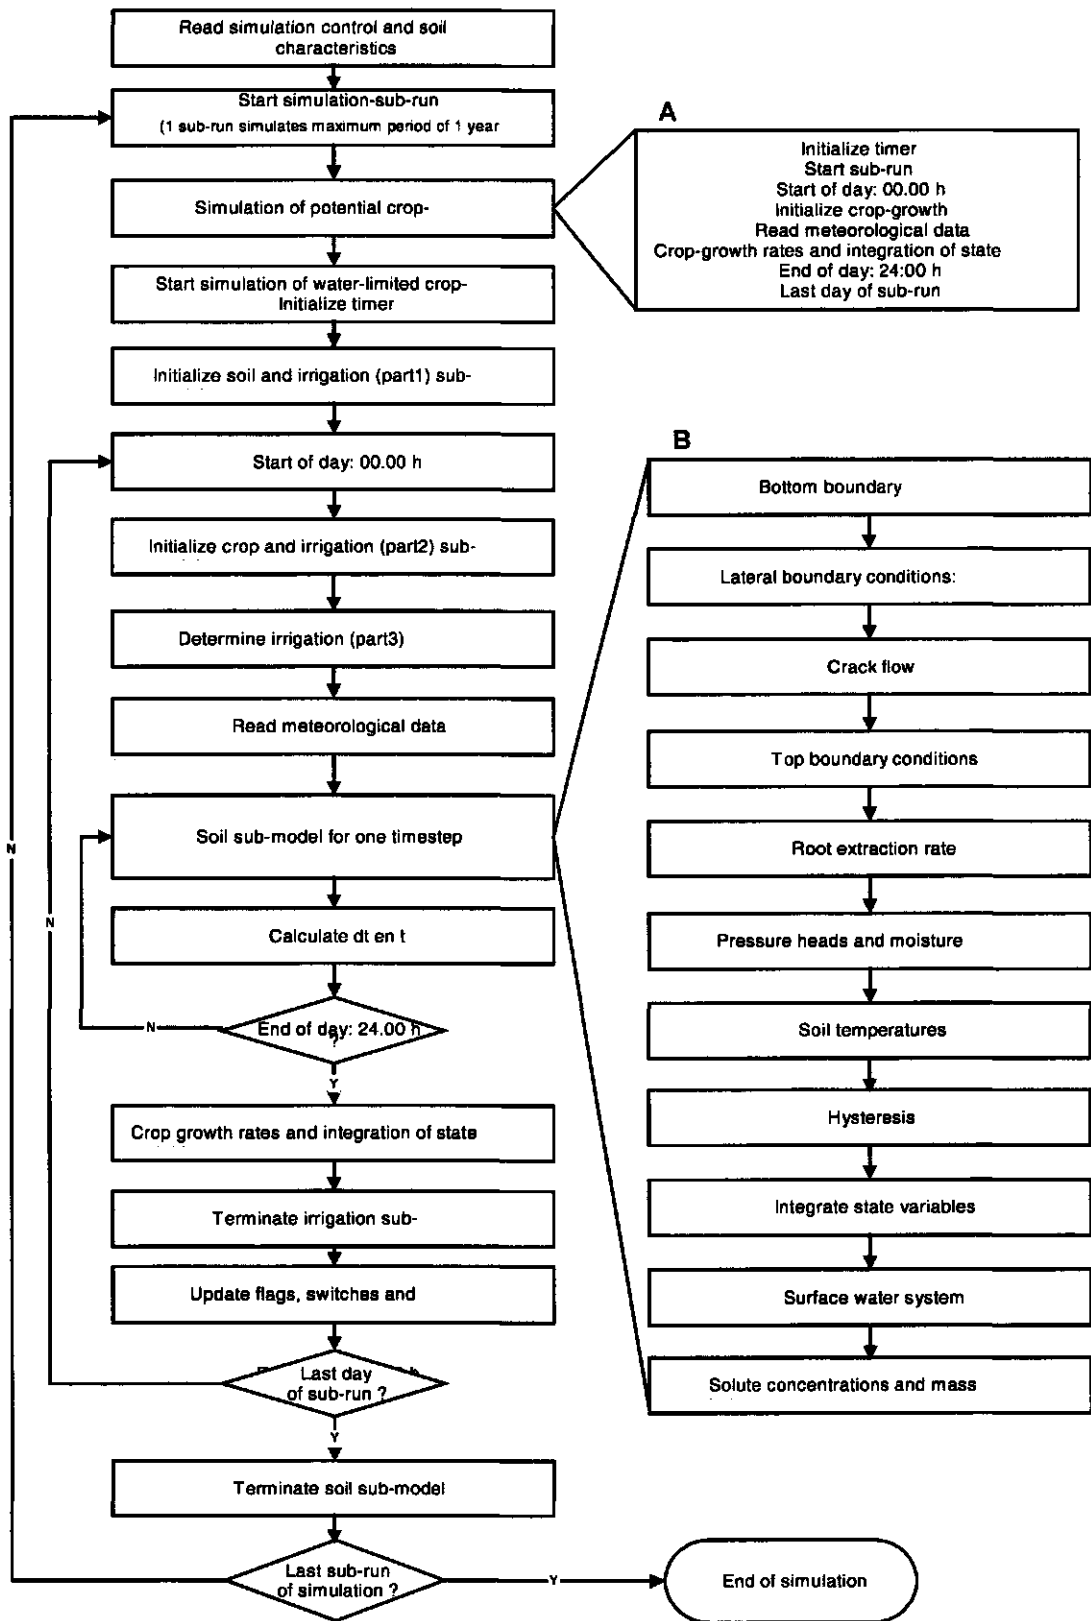 Read simulation control and soil
characteristics
Start simulation-sub-run
(1 sub-run simulates maximum period of 1 year
Simulation of potential crop-
Start simulation of water-limited crop-
Initialize timer
Initialize soil and irrigation (part1) sub-
Start of day: 00.00 h
Initialize crop and irrigation (part2) sub-
Determine irrigation (part3)
Read meteorological data
Soil sub-model for one timestep
Calculate dt en t
End of day: 24.00 h
?
N
Y
Crop growth rates and integration of state
Terminate irrigation sub-
Update flags, switches and
Last day
of sub-run ?
N
Y
Terminate soil sub-model
Last sub-run
of simulation ?
N
Y
End of simulation
A
Initialize timer
Start sub-run
Start of day: 00.00 h
Initialize crop-growth
Read meteorological data
Crop-growth rates and integration of state
End of day: 24:00 h
Last day of sub-run
B
Bottom boundary
Lateral boundary conditions:
Crack flow
Top boundary conditions
Root extraction rate
Pressure heads and moisture
Soil temperatures
Hysteresis
Integrate state variables
Surface water system
Solute concentrations and mass